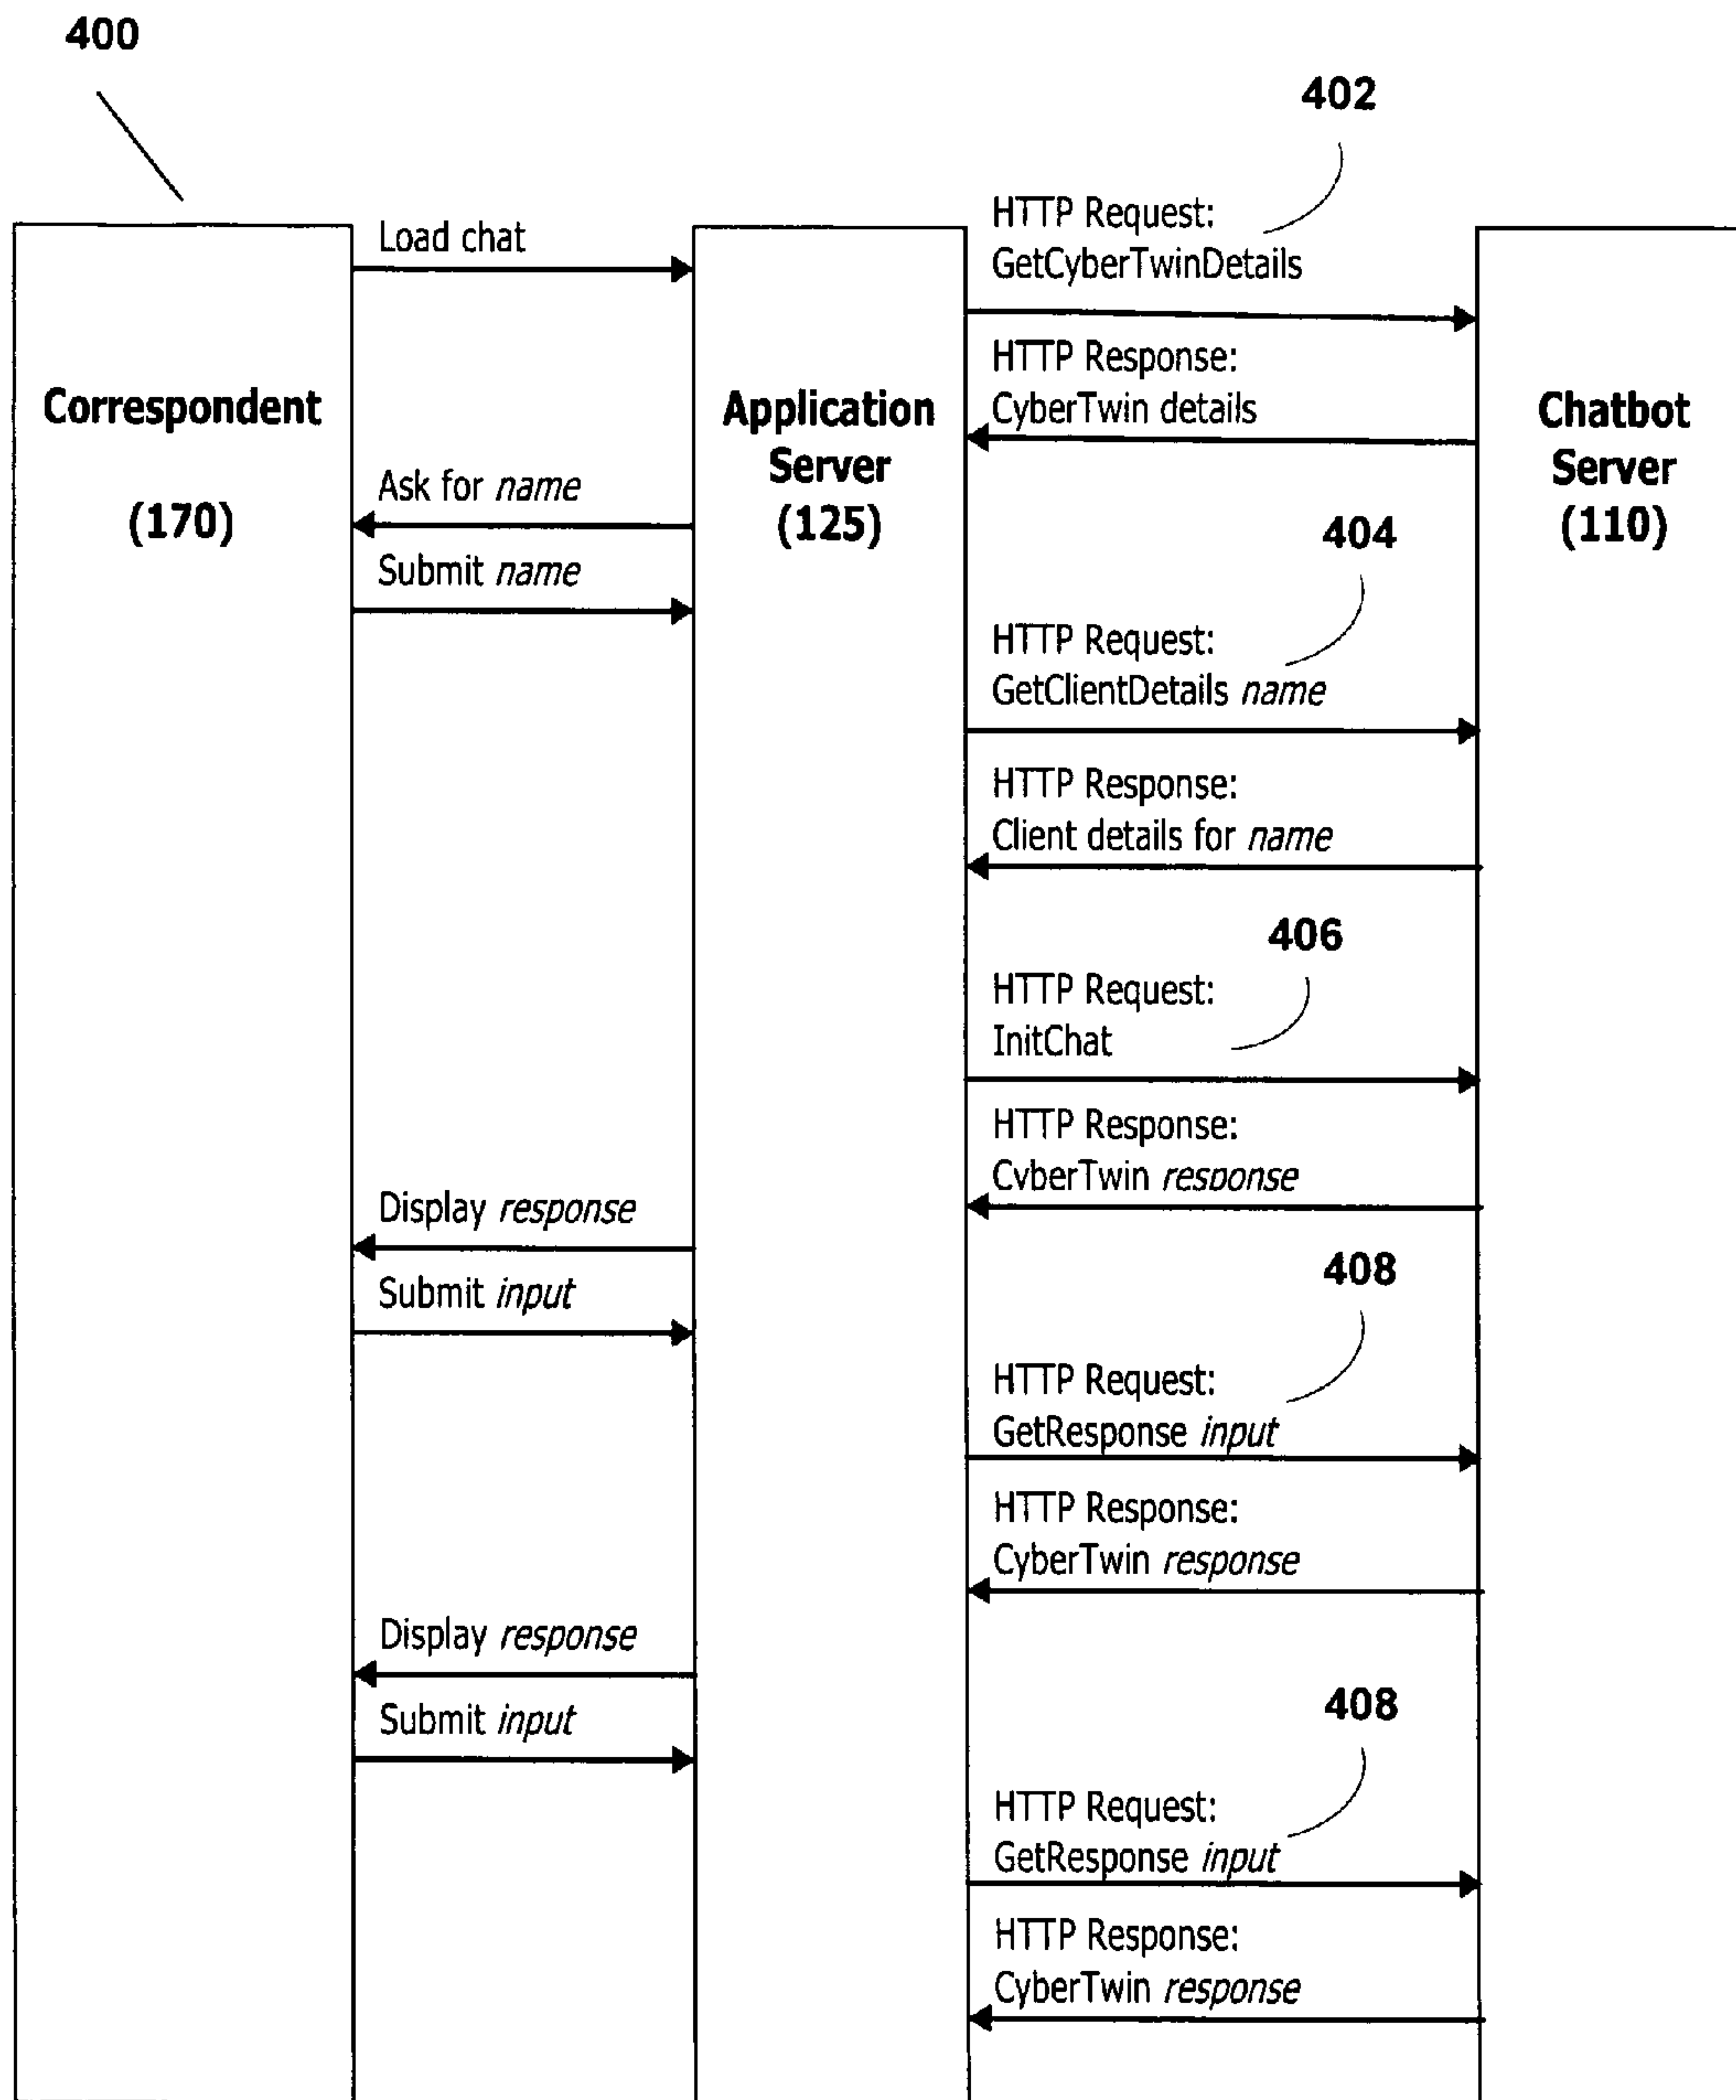 400
402
Load chat
HTTP Request:
GetCyberTwinDetails
HTTP Response:
CyberTwin details
Correspondent
(170)
Application
Server
(125)
Chatbot
Server
(110)
Ask for name
Submit name
404
HTTP Request:
GetClientDetails name
HTTP Response:
Client details for name
406
HTTP Request:
InitChat
HTTP Response:
CyberTwin response
Display response
Submit input
408
HTTP Request:
GetResponse input
HTTP Response:
CyberTwin response
Display response
Submit input
408
HTTP Request:
GetResponse input
HTTP Response:
CyberTwin response